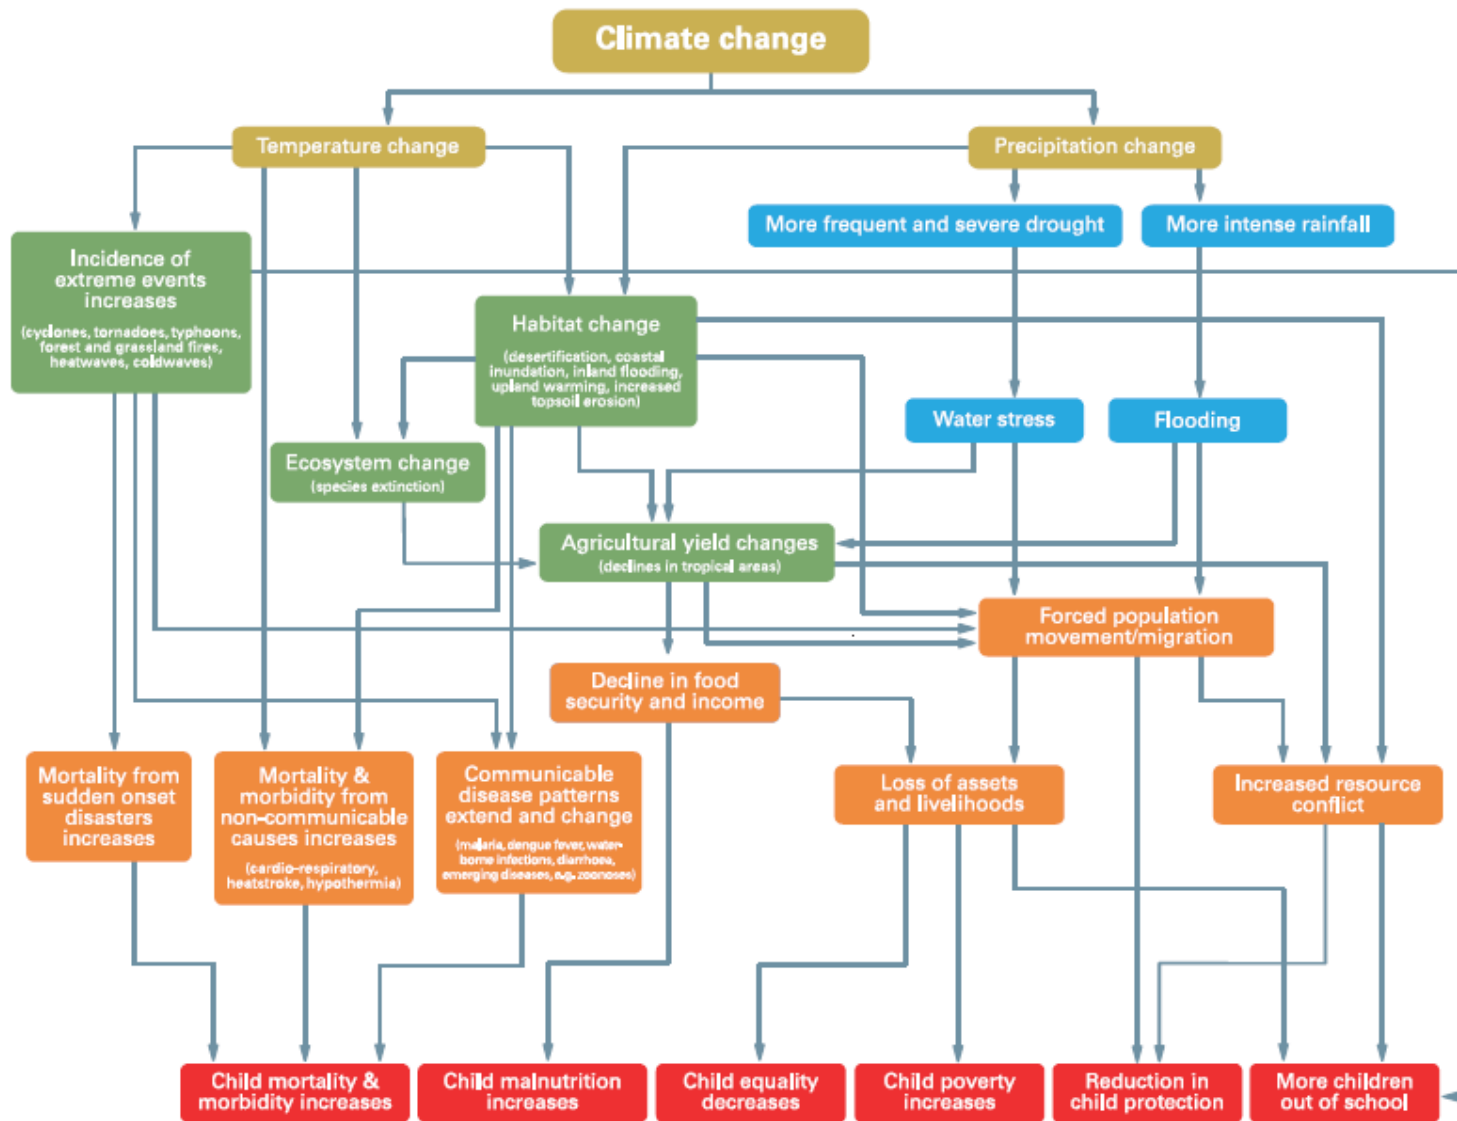 Climate change
Temperature change
Precipitation change
More frequent and severe drought
More intense rainfall
Incidence of
extreme events
increases
(cyclones, tornadoes, typhoons,
forest and grassland fires,
heatwaves, coldwaves)
Habitat change
(desertification, coastal
inundation, inland flooding,
upland warming, increased
topsoil erosion)
Water stress
Flooding
Ecosystem change
(species extinction)
Agricultural yield changes
(declines in tropical areas)
Forced population
movement/migration
Decline in food
security and income
Mortality from
sudden onset
disasters
increases
Mortality &
morbidity from
non-communicable
causes increases
(cardio-respiratory,
heatstroke, hypothermia)
Communicable
disease patterns
extend and change
(malaria, dengue fever, water-
borne infections, diarrhoea,
emerging diseases, e.g. zoonoses)
Loss of assets
and livelihoods
Increased resource
conflict
Child mortality &
morbidity increases
Child malnutrition
increases
Child equality
decreases
Child poverty
increases
Reduction in
child protection
More children
out of school